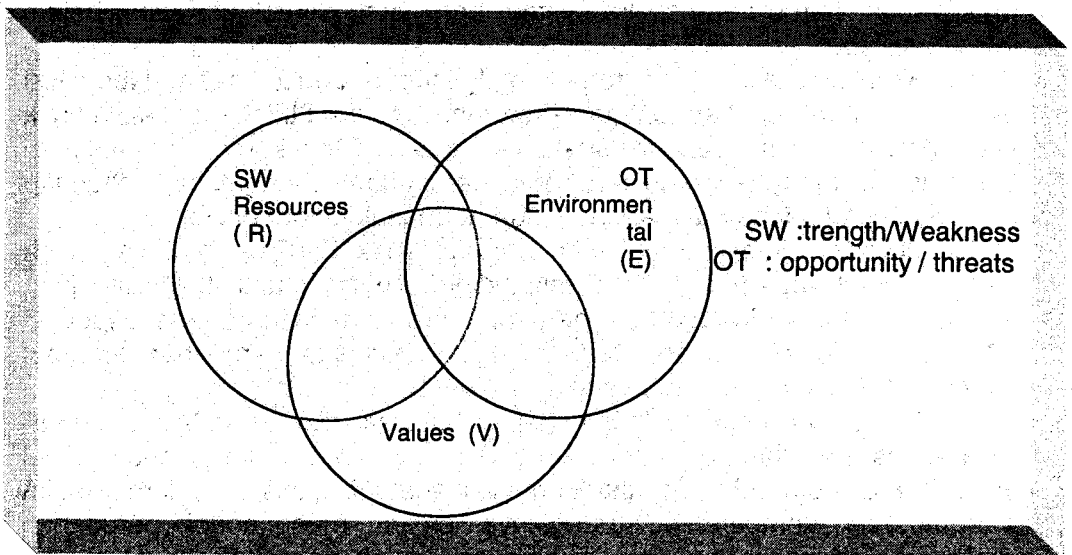 SW
Resources
( R)
OT
Environmen
tal
(E)
SW :trength/Weakness
OT : opportunity / threats
Values (V)